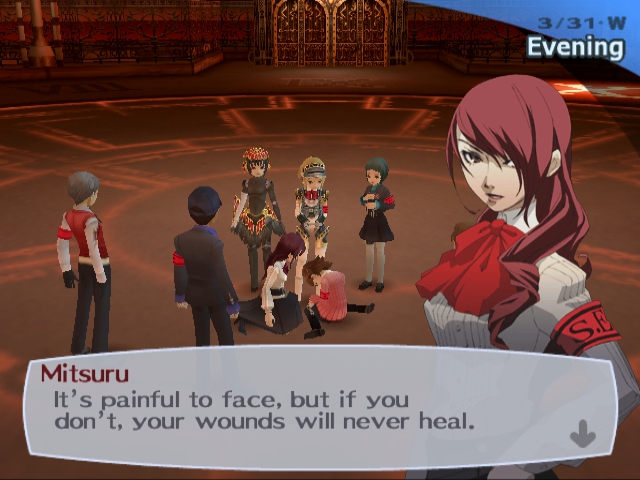 3/31·W
Evening
S.E
Mitsuru
It's painful to face, but if you
don't, your wounds will never heal.